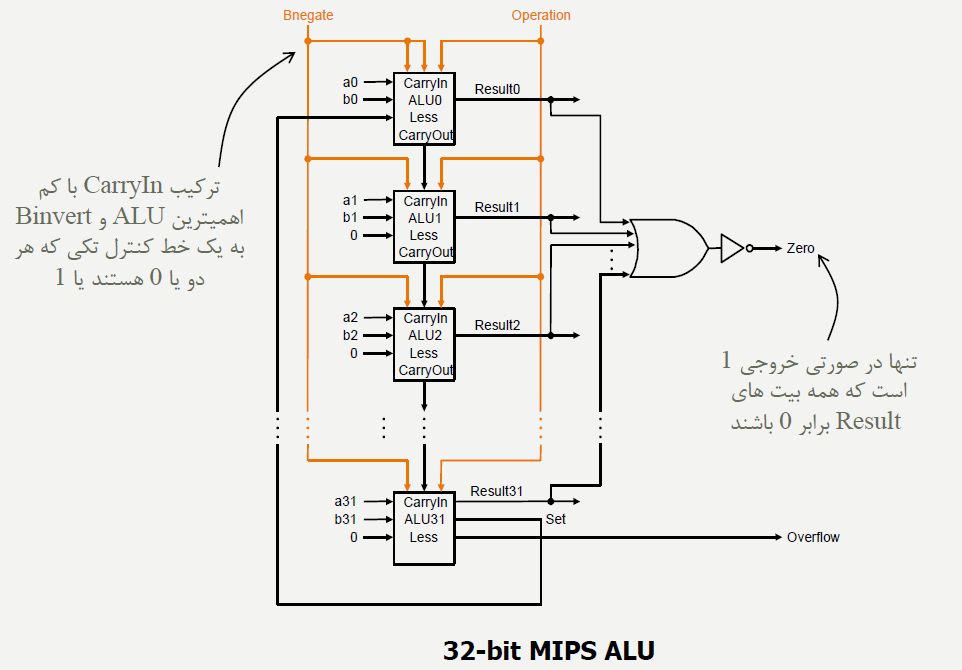 Bnegate
Operation
a0
b0
CarryIn
ALU0
Less
CarryOut
Result0
a1
b1
0
CarryIn
ALU1
Less
CarryOut
Result1
a2
b2
0
CarryIn
ALU2
Less
CarryOut
Result2
a31
b31
0
CarryIn
ALU31
Less
Result31
Set
Zero
Overflow
ترکیب CarryIn با کم
اهمیترین ALU و Binvert
به یک خط کنترل تکی که هر
دو یا 0 هستند یا 1
تنها در صورتی خروجی 1
است که همه بیت های
Result برابر 0 باشند
32-bit MIPS ALU